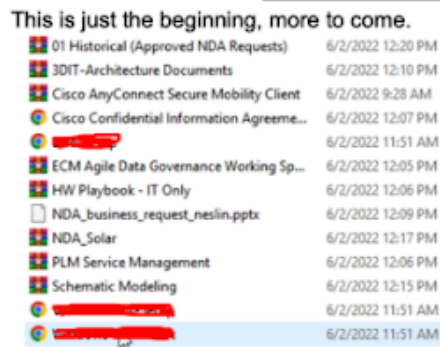 This is just the beginning, more to come.
01 Historical (Approved NDA Requests) 6/2/2022 12:20 PM
3DIT-Architecture Documents 6/2/2022 12:10 PM
Cisco AnyConnect Secure Mobility Client 6/2/2022 9:28 AM
Cisco Confidential Information Agreeme... 6/2/2022 12:07 PM
6/2/2022 11:51 AM
ECM Agile Data Governance Working Sp... 6/2/2022 12:05 PM
HW Playbook - IT Only 6/2/2022 12:06 PM
NDA_business_request_neslin.pptx 6/2/2022 12:09 PM
NDA_Solar 6/2/2022 12:17 PM
PLM Service Management 6/2/2022 12:06 PM
Schematic Modeling 6/2/2022 12:15 PM
6/2/2022 11:51 AM
6/2/2022 11:51 AM